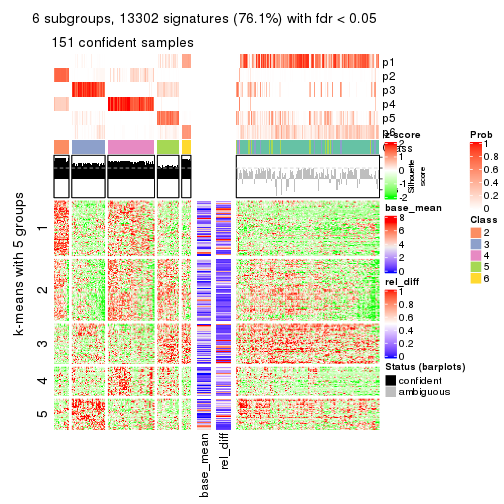 6 subgroups, 13302 signatures (76.1%) with fdr < 0.05
151 confident samples
p1
p2
p3
p4
p5
p6
Class
z-score
2
1
0
-1
-2
Silhouette
score
base_mean
8
6
4
2
0
rel_diff
1
0.8
0.6
0.4
0.2
0
Status (barplots)
confident
ambiguous
Prob
1
0.8
0.6
0.4
0.2
0
Class
2
3
4
5
6
k-means with 5 groups
1
2
3
4
5
base_mean
rel_diff